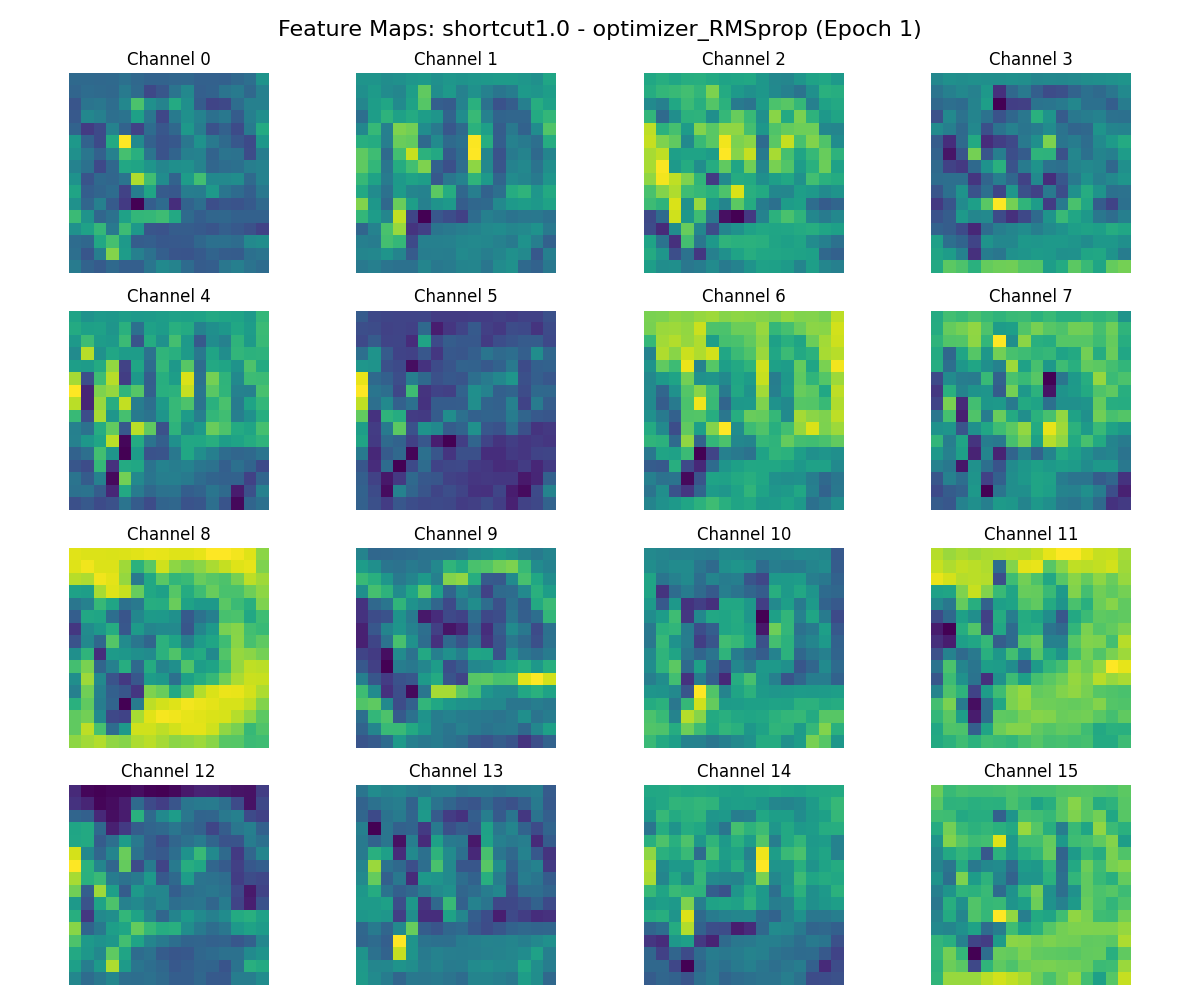 Feature Maps: shortcut1.0 - optimizer_RMSprop (Epoch 1)
Channel 0
Channel 1
Channel 2
Channel 3
Channel 4
Channel 5
Channel 6
Channel 7
Channel 8
Channel 9
Channel 10
Channel 11
Channel 12
Channel 13
Channel 14
Channel 15